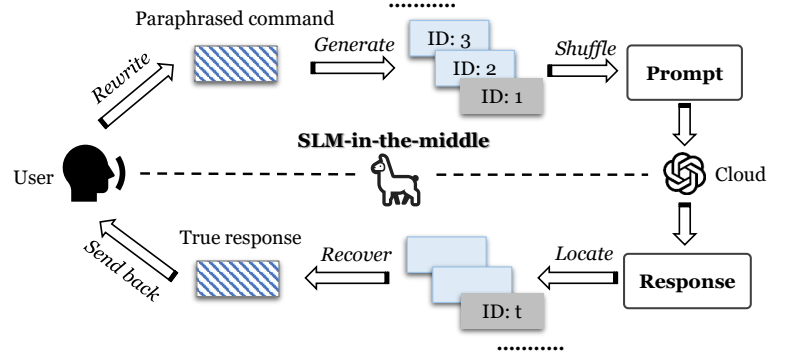 Paraphrased command
Rewrite
Generate
ID: 3
ID: 2
ID: 1
Shuffle
Prompt
SLM-in-the-middle
User
Cloud
True response
Send back
Recover
ID: t
Locate
Response